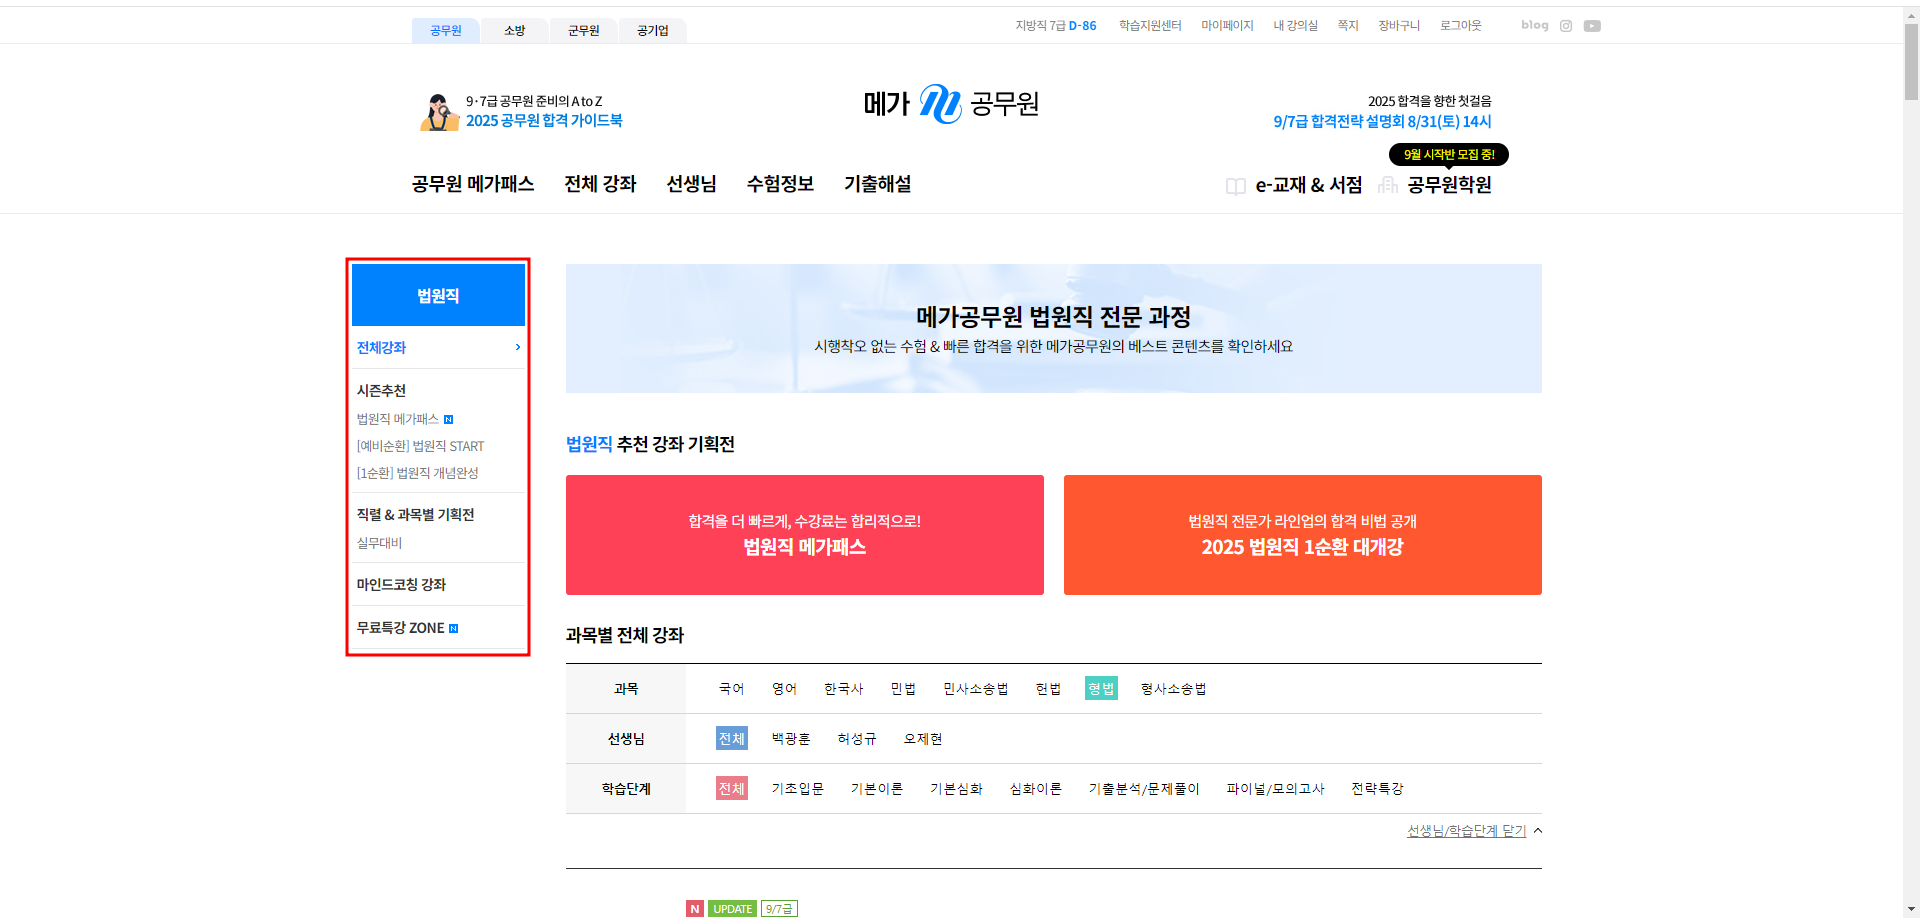 공무원 소방 군무원 공기업
지방직 7급 D-86 학습지원센터 마이페이지 내 강의실 쪽지 장바구니 로그아웃 blog
9·7급 공무원 준비의 A to Z
2025 공무원 합격 가이드북
메가 공무원
2025 합격을 향한 첫걸음
9/7급 합격전략 설명회 8/31(토) 14시
9월 시작반 모집 중!
공무원 메가패스 전체 강좌 선생님 수험정보 기출해설 e-교재 & 서점 공무원학원
법원직
전체강좌
시즌추천
법원직 메가패스 N
[예비순환] 법원직 START
[1순환] 법원직 개념완성
직렬 & 과목별 기획전
실무대비
마인드코칭 강좌
무료특강 ZONE N
메가공무원 법원직 전문 과정
시행착오 없는 수험 & 빠른 합격을 위한 메가공무원의 베스트 콘텐츠를 확인하세요
법원직 추천 강좌 기획전
합격을 더 빠르게, 수강료는 합리적으로!
법원직 메가패스
법원직 전문가 라인업의 합격 비법 공개
2025 법원직 1순환 대개강
과목별 전체 강좌
과목 국어 영어 한국사 민법 민사소송법 헌법 형법 형사소송법
선생님 전체 백광훈 허성규 오제현
학습단계 전체 기초입문 기본이론 기본심화 심화이론 기출분석/문제풀이 파이널/모의고사 전략특강
선생님/학습단계 닫기
N UPDATE 9/7급